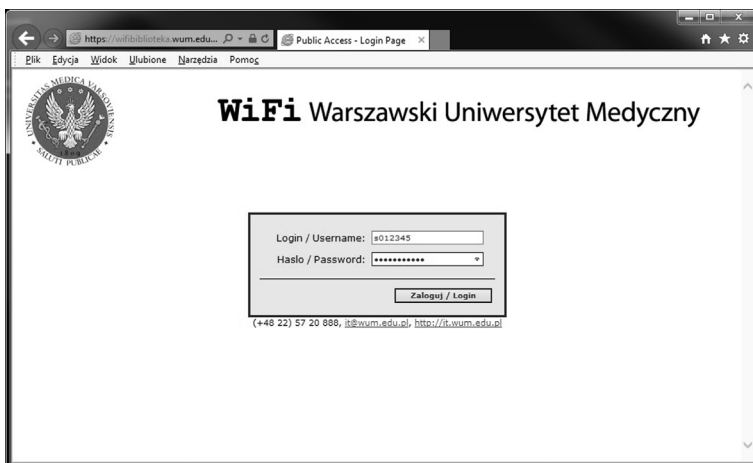 https://wifibiblioteka.wum.edu...
Public Access - Login Page
Plik Edycja Widok Ulubione Narzędzia Pomoc
UNIVERSITAS MEDICA VARSOVIENSIS
1809
SALUTI PUBLICAE
WiFi Warszawski Uniwersytet Medyczny
Login / Username: s012345
Hasło / Password: •••••••••••
Zaloguj / Login
(+48 22) 57 20 888, it@wum.edu.pl, http://it.wum.edu.pl